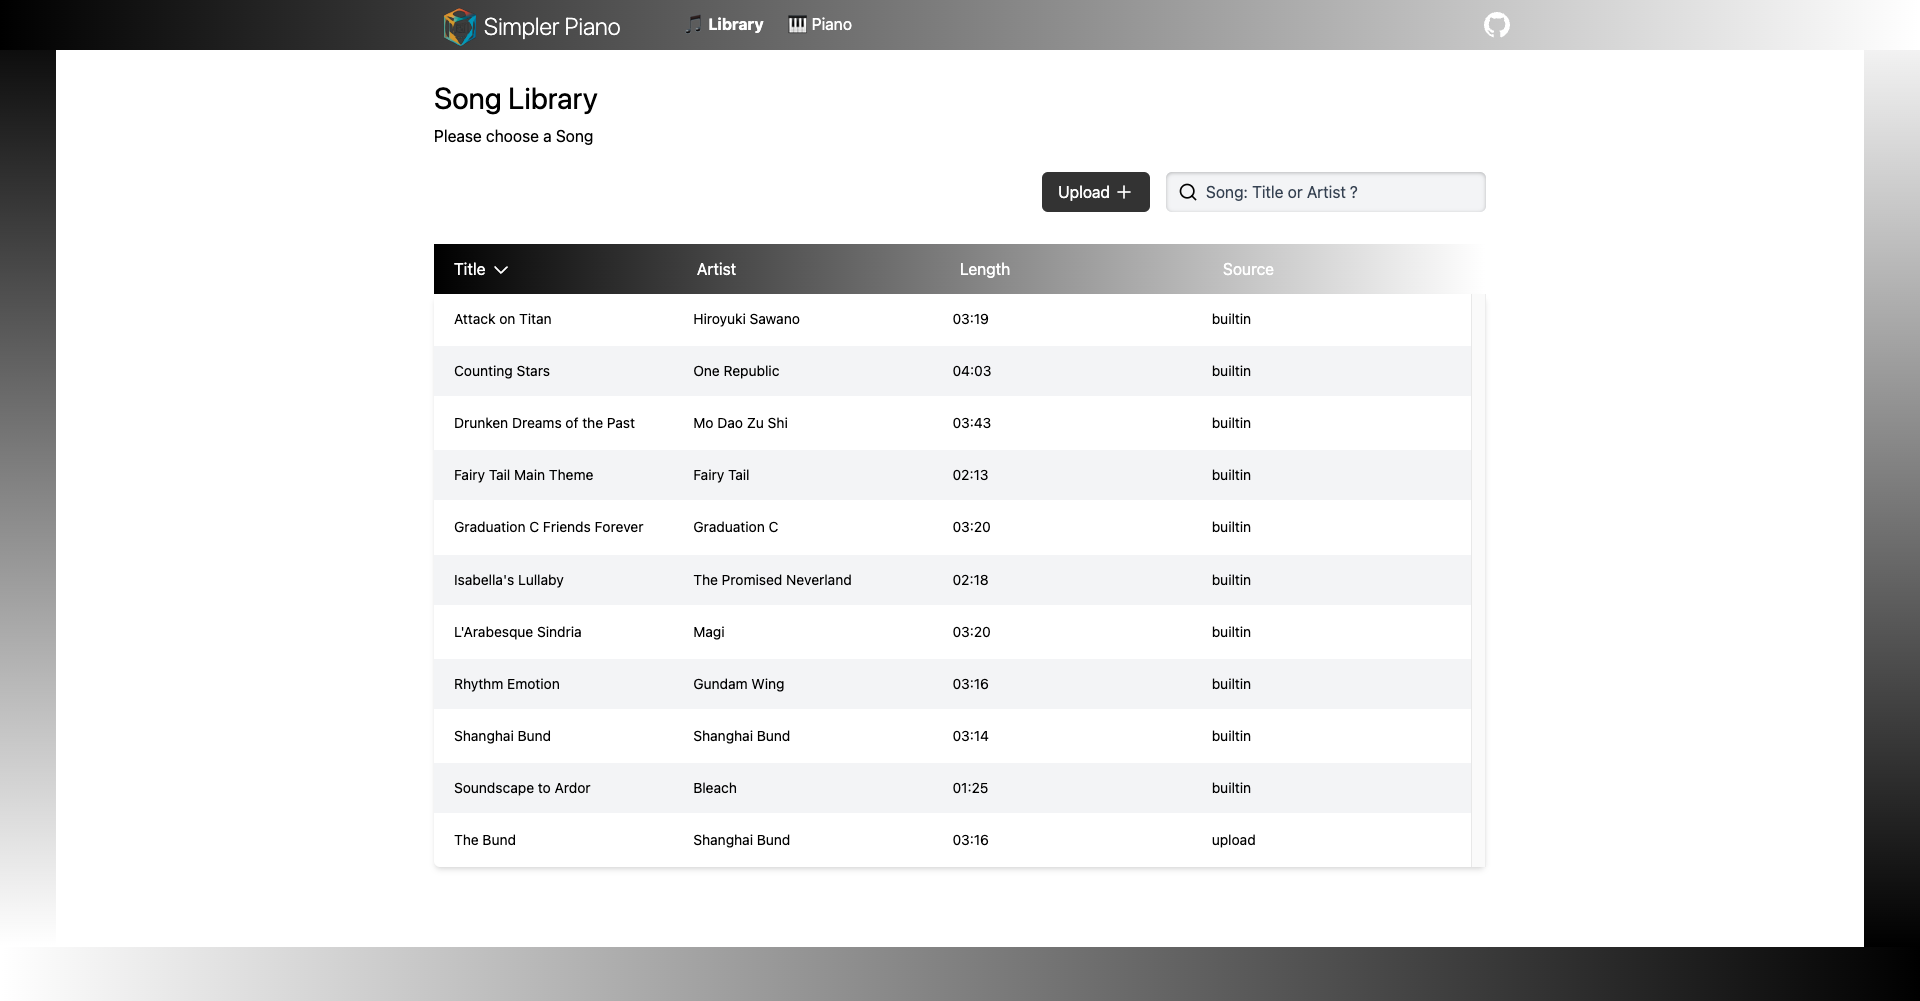 Simpler Piano Library Piano
Song Library
Please choose a Song
Upload + Song: Title or Artist ?
Title Artist Length Source
Attack on Titan Hiroyuki Sawano 03:19 builtin
Counting Stars One Republic 04:03 builtin
Drunken Dreams of the Past Mo Dao Zu Shi 03:43 builtin
Fairy Tail Main Theme Fairy Tail 02:13 builtin
Graduation C Friends Forever Graduation C 03:20 builtin
Isabella's Lullaby The Promised Neverland 02:18 builtin
L'Arabesque Sindria Magi 03:20 builtin
Rhythm Emotion Gundam Wing 03:16 builtin
Shanghai Bund Shanghai Bund 03:14 builtin
Soundscape to Ardor Bleach 01:25 builtin
The Bund Shanghai Bund 03:16 upload